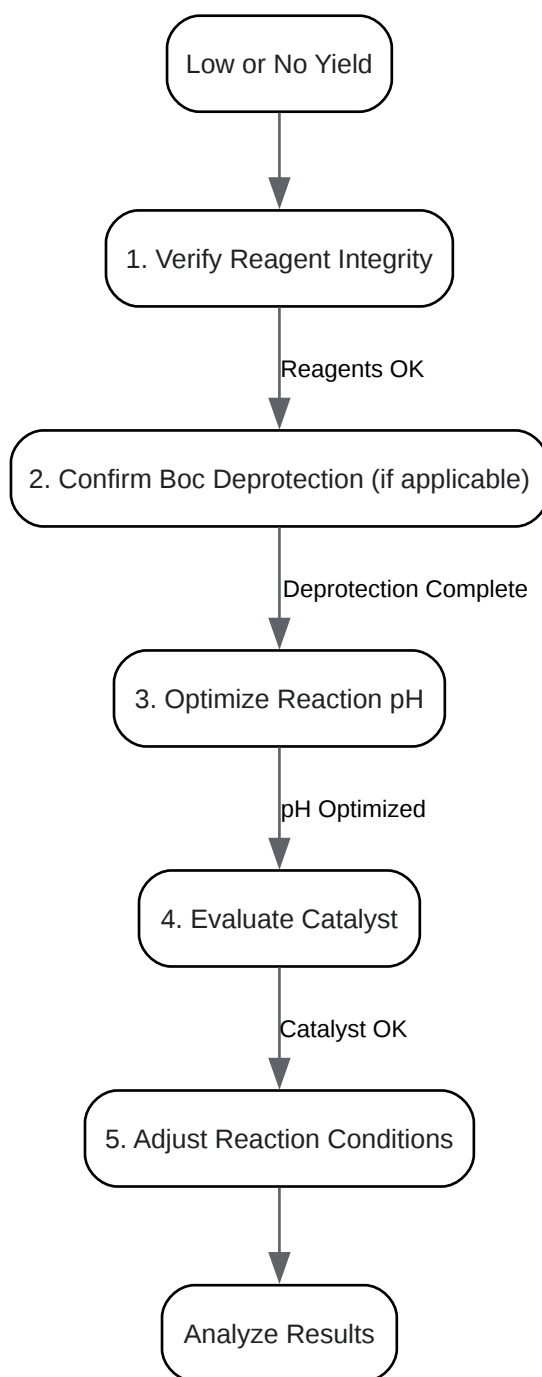 Low or No Yield
1. Verify Reagent Integrity
Reagents OK
2. Confirm Boc Deprotection (if applicable)
Deprotection Complete
3. Optimize Reaction pH
pH Optimized
4. Evaluate Catalyst
Catalyst OK
5. Adjust Reaction Conditions
Analyze Results